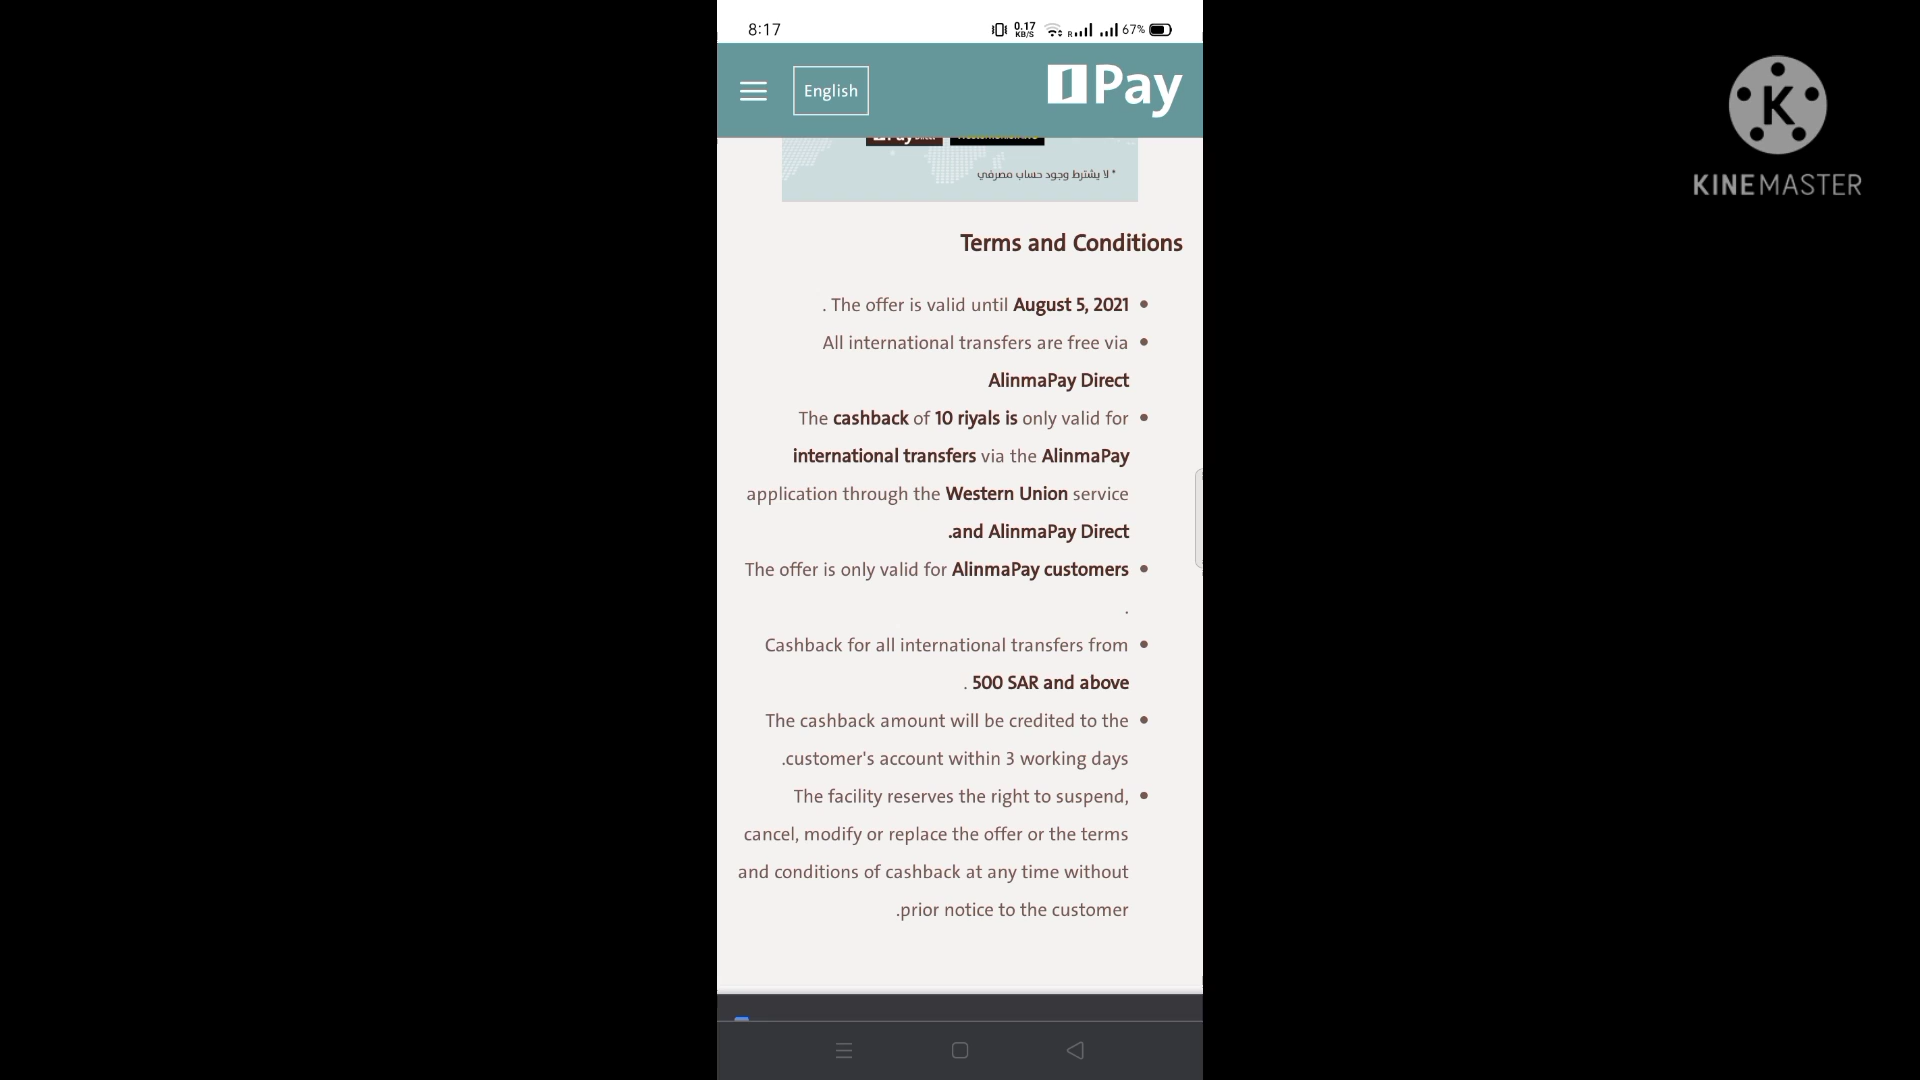 8:17
0.17
KB/S
R
67%
English
Pay
* لا يشترط وجود حساب مصرفي
Terms and Conditions
. The offer is valid until August 5, 2021
All international transfers are free via
AlinmaPay Direct
The cashback of 10 riyals is only valid for
international transfers via the AlinmaPay
application through the Western Union service
.and AlinmaPay Direct
The offer is only valid for AlinmaPay customers
.
Cashback for all international transfers from
. 500 SAR and above
The cashback amount will be credited to the
.customer's account within 3 working days
The facility reserves the right to suspend,
cancel, modify or replace the offer or the terms
and conditions of cashback at any time without
.prior notice to the customer
K
KINEMASTER